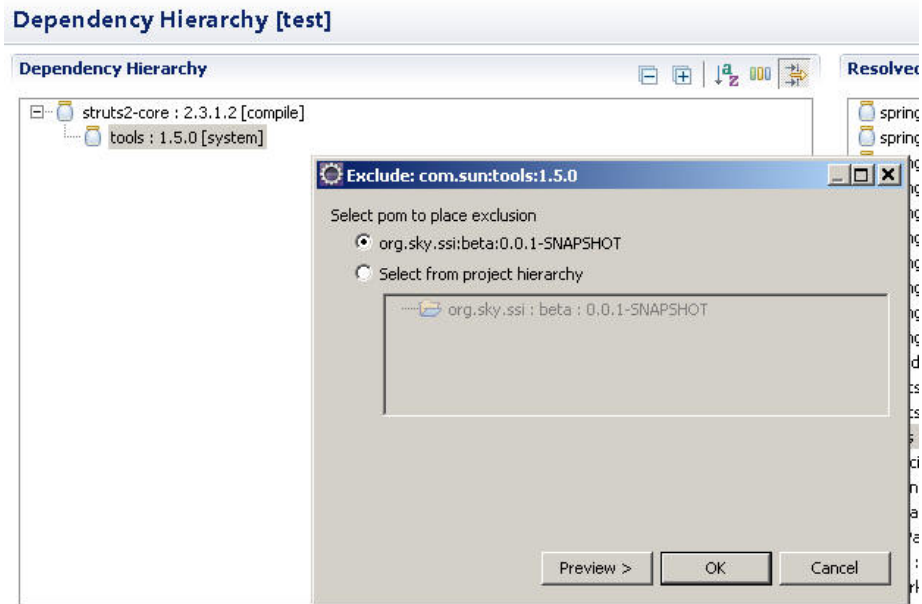 Dependency Hierarchy [test]
Dependency Hierarchy
Resolved
struts2-core : 2.3.1.2 [compile]
tools : 1.5.0 [system]
spring
spring
Exclude: com.sun:tools:1.5.0
Select pom to place exclusion
org.sky.ssi:beta:0.0.1-SNAPSHOT
Select from project hierarchy
org.sky.ssi : beta : 0.0.1-SNAPSHOT
Preview >
OK
Cancel